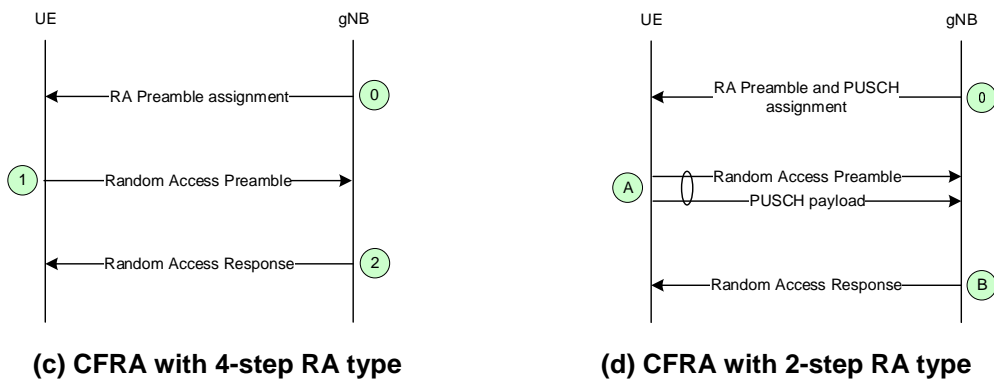 UE
gNB
RA Preamble assignment
0
1
Random Access Preamble
Random Access Response
2
(c) CFRA with 4-step RA type
UE
gNB
RA Preamble and PUSCH
assignment
0
A
Random Access Preamble
PUSCH payload
Random Access Response
B
(d) CFRA with 2-step RA type